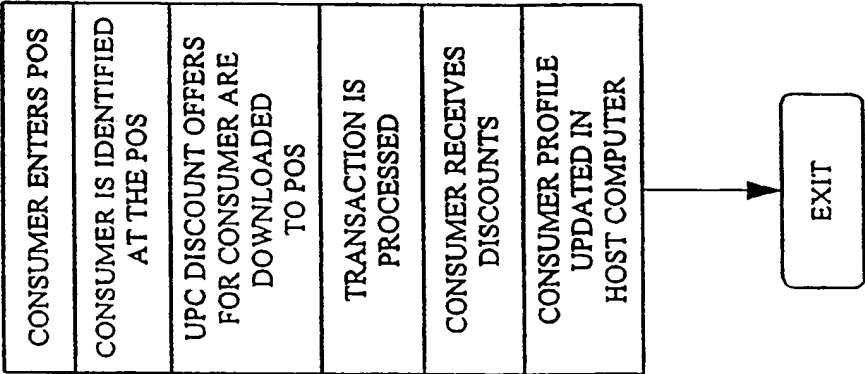 CONSUMER ENTERS POS
CONSUMER IS IDENTIFIED
AT THE POS
UPC DISCOUNT OFFERS
FOR CONSUMER ARE
DOWNLOADED
TO POS
TRANSACTION IS
PROCESSED
CONSUMER RECEIVES
DISCOUNTS
CONSUMER PROFILE
UPDATED IN
HOST COMPUTER
EXIT